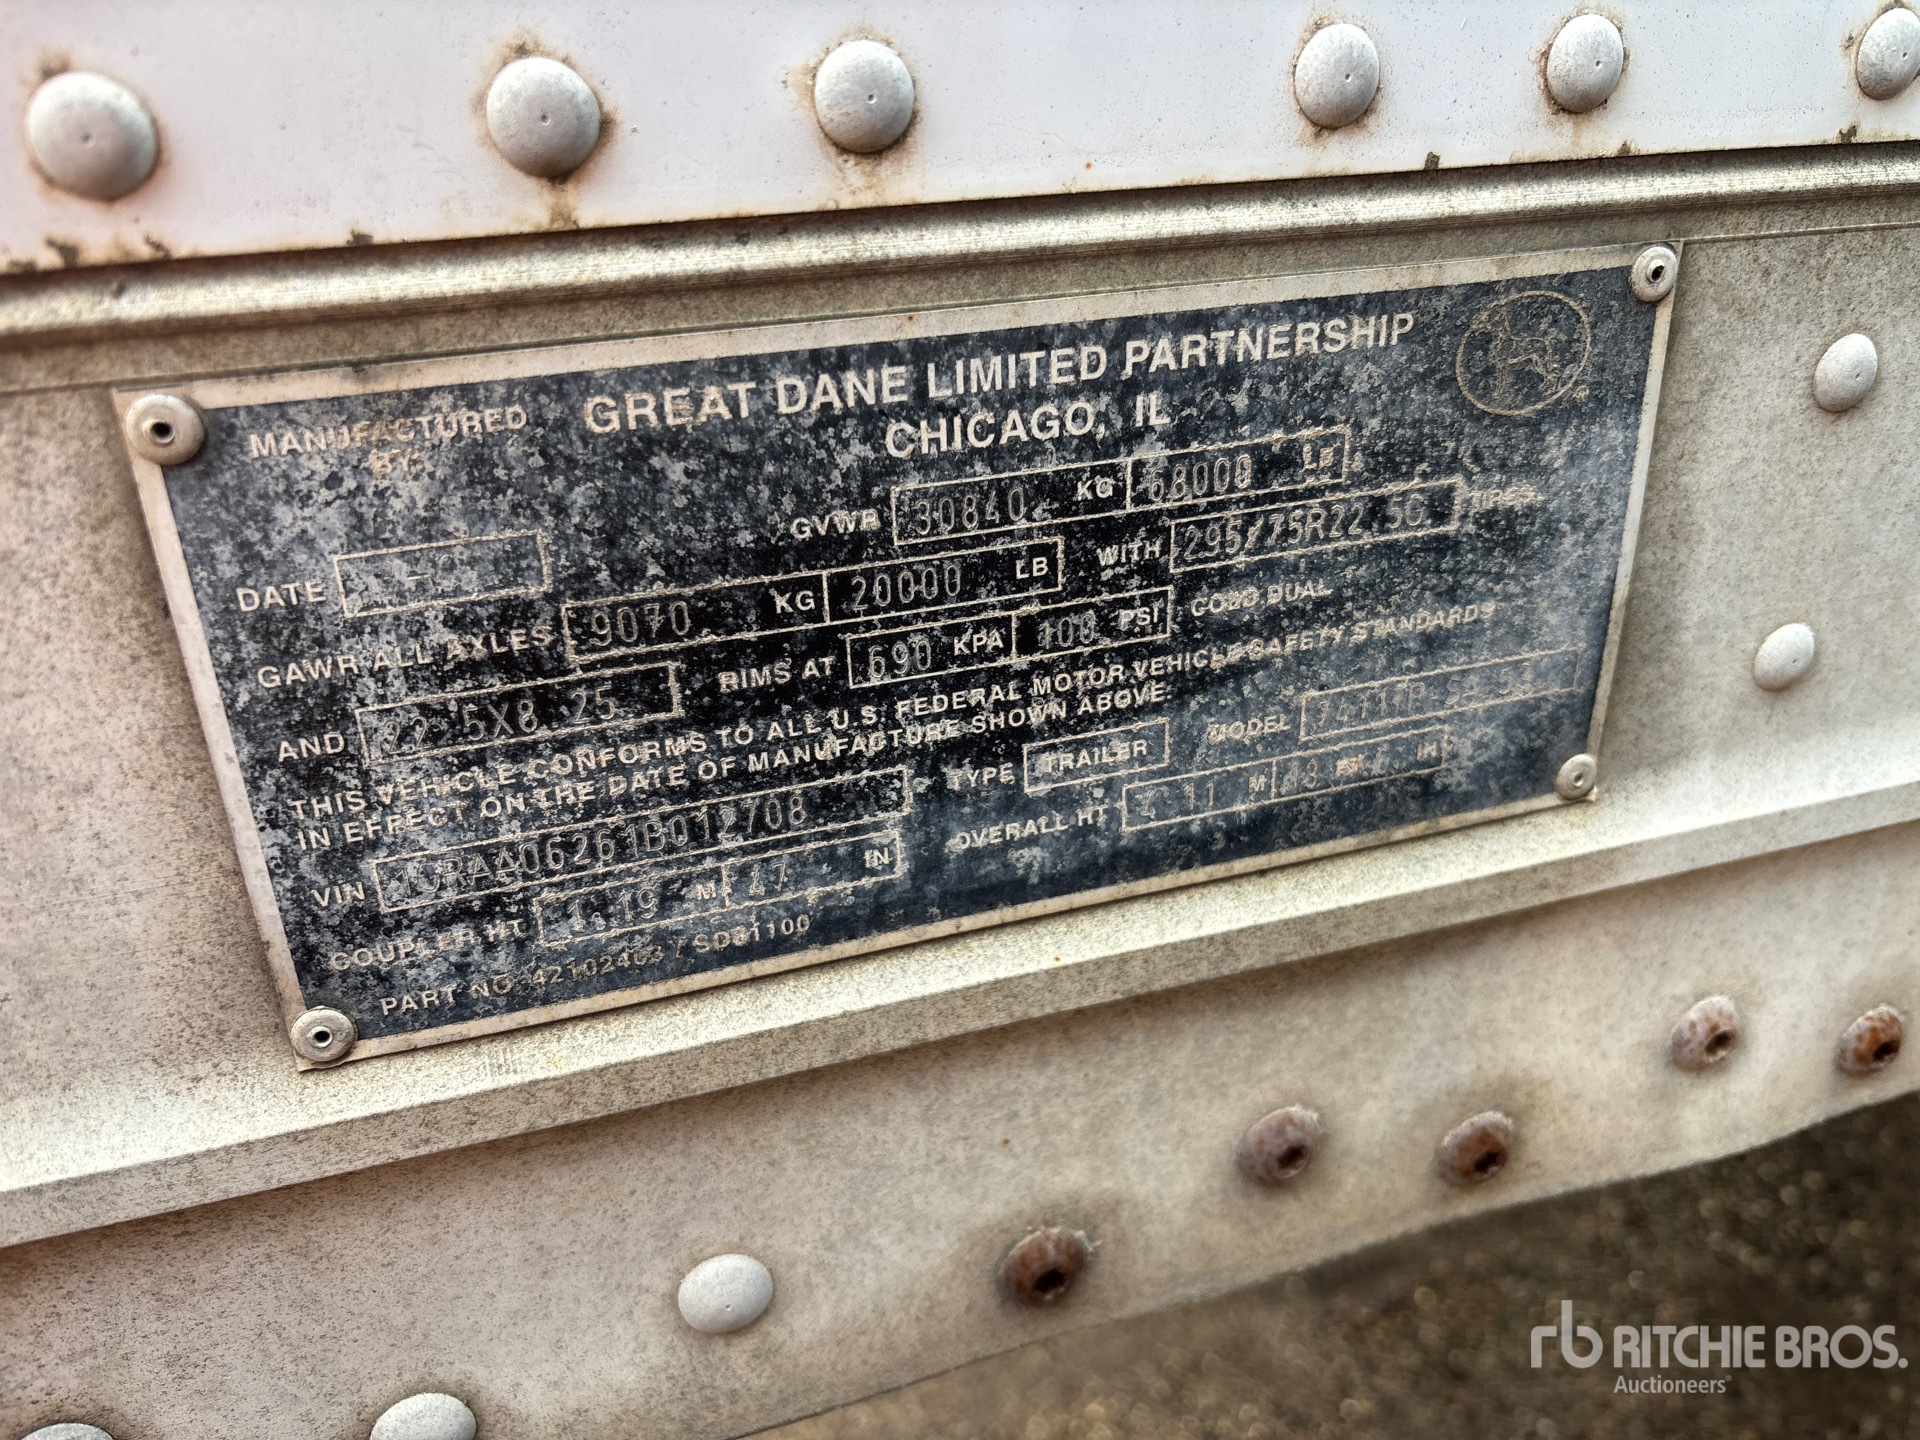 MANUFACTURED BY: GREAT DANE LIMITED PARTNERSHIP
CHICAGO, IL
DATE GVWR 30840 KG 68000 LB
GAWR-ALL AXLES 9070 KG 20000 LB WITH 295/75R22.5G TIRES
AND 22.5X8.25 RIMS AT 690 KPA 100 PSI COLD DUAL
THIS VEHICLE CONFORMS TO ALL U.S. FEDERAL MOTOR VEHICLE SAFETY STANDARDS
IN EFFECT ON THE DATE OF MANUFACTURE SHOWN ABOVE.
VIN TYPE TRAILER MODEL
COUPLER HT 1.19 M 47 IN OVERALL HT 4.11 M IN
PART NO.
rb RITCHIE BROS.
Auctioneers